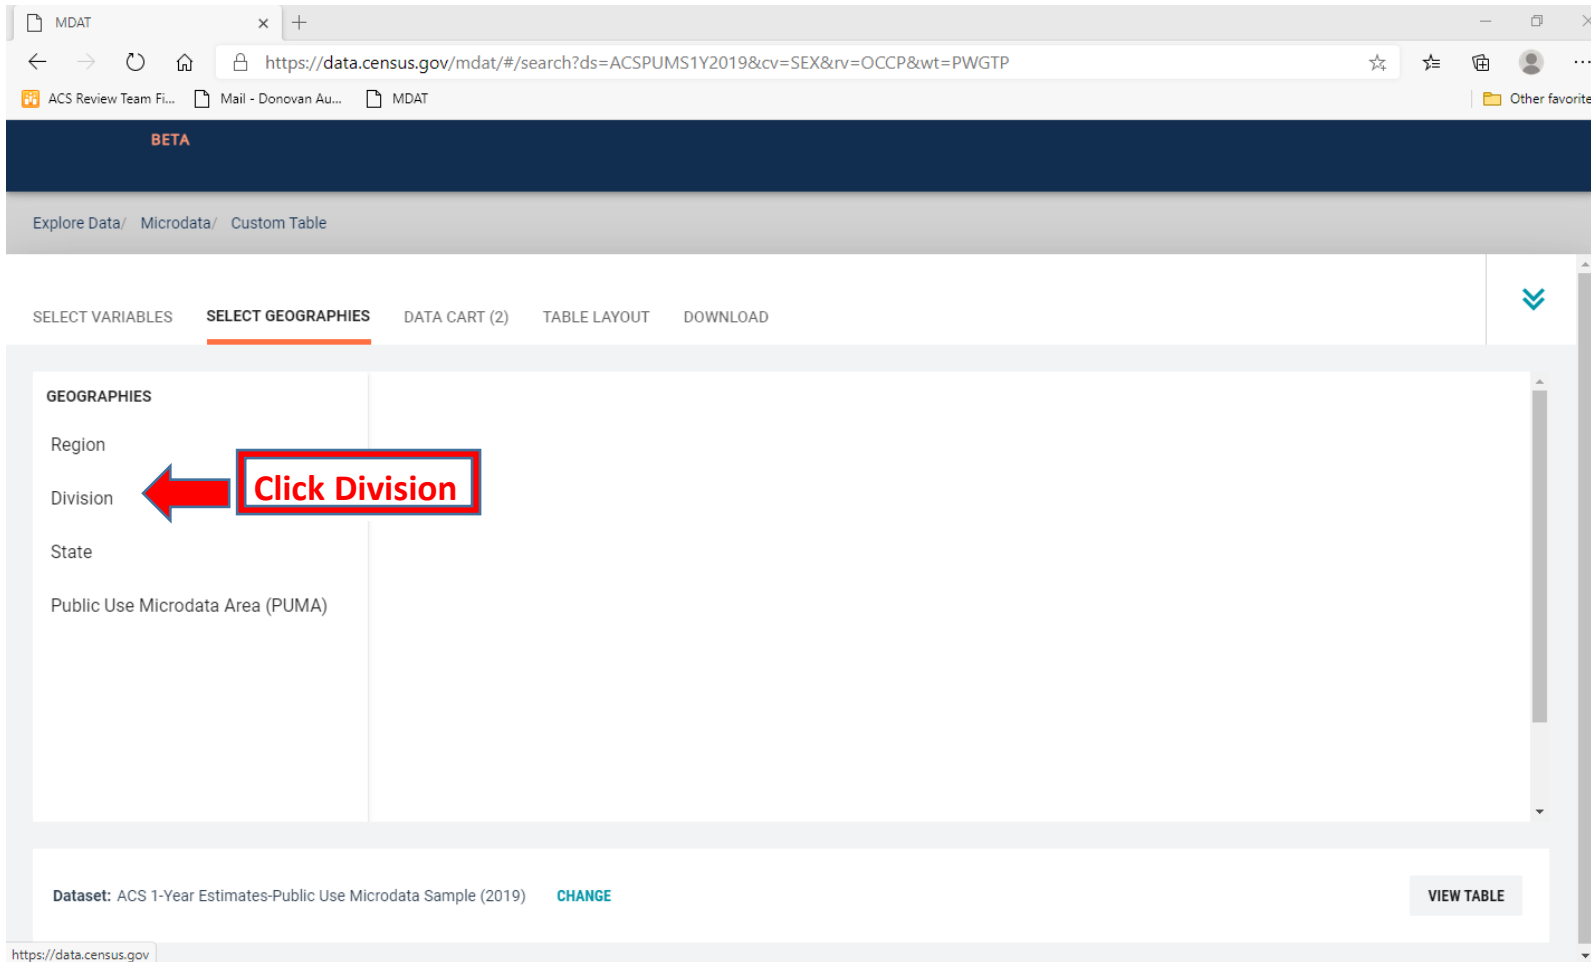 MDAT
https://data.census.gov/mdat/#/search?ds=ACSPUMS1Y2019&cv=SEX&rv=OCCP&wt=PWGTP
ACS Review Team Fi... Mail - Donovan Au... MDAT Other favorite
BETA
Explore Data/ Microdata/ Custom Table
SELECT VARIABLES SELECT GEOGRAPHIES DATA CART (2) TABLE LAYOUT DOWNLOAD
GEOGRAPHIES
Region
Division
Click Division
State
Public Use Microdata Area (PUMA)
Dataset: ACS 1-Year Estimates-Public Use Microdata Sample (2019) CHANGE VIEW TABLE
https://data.census.gov